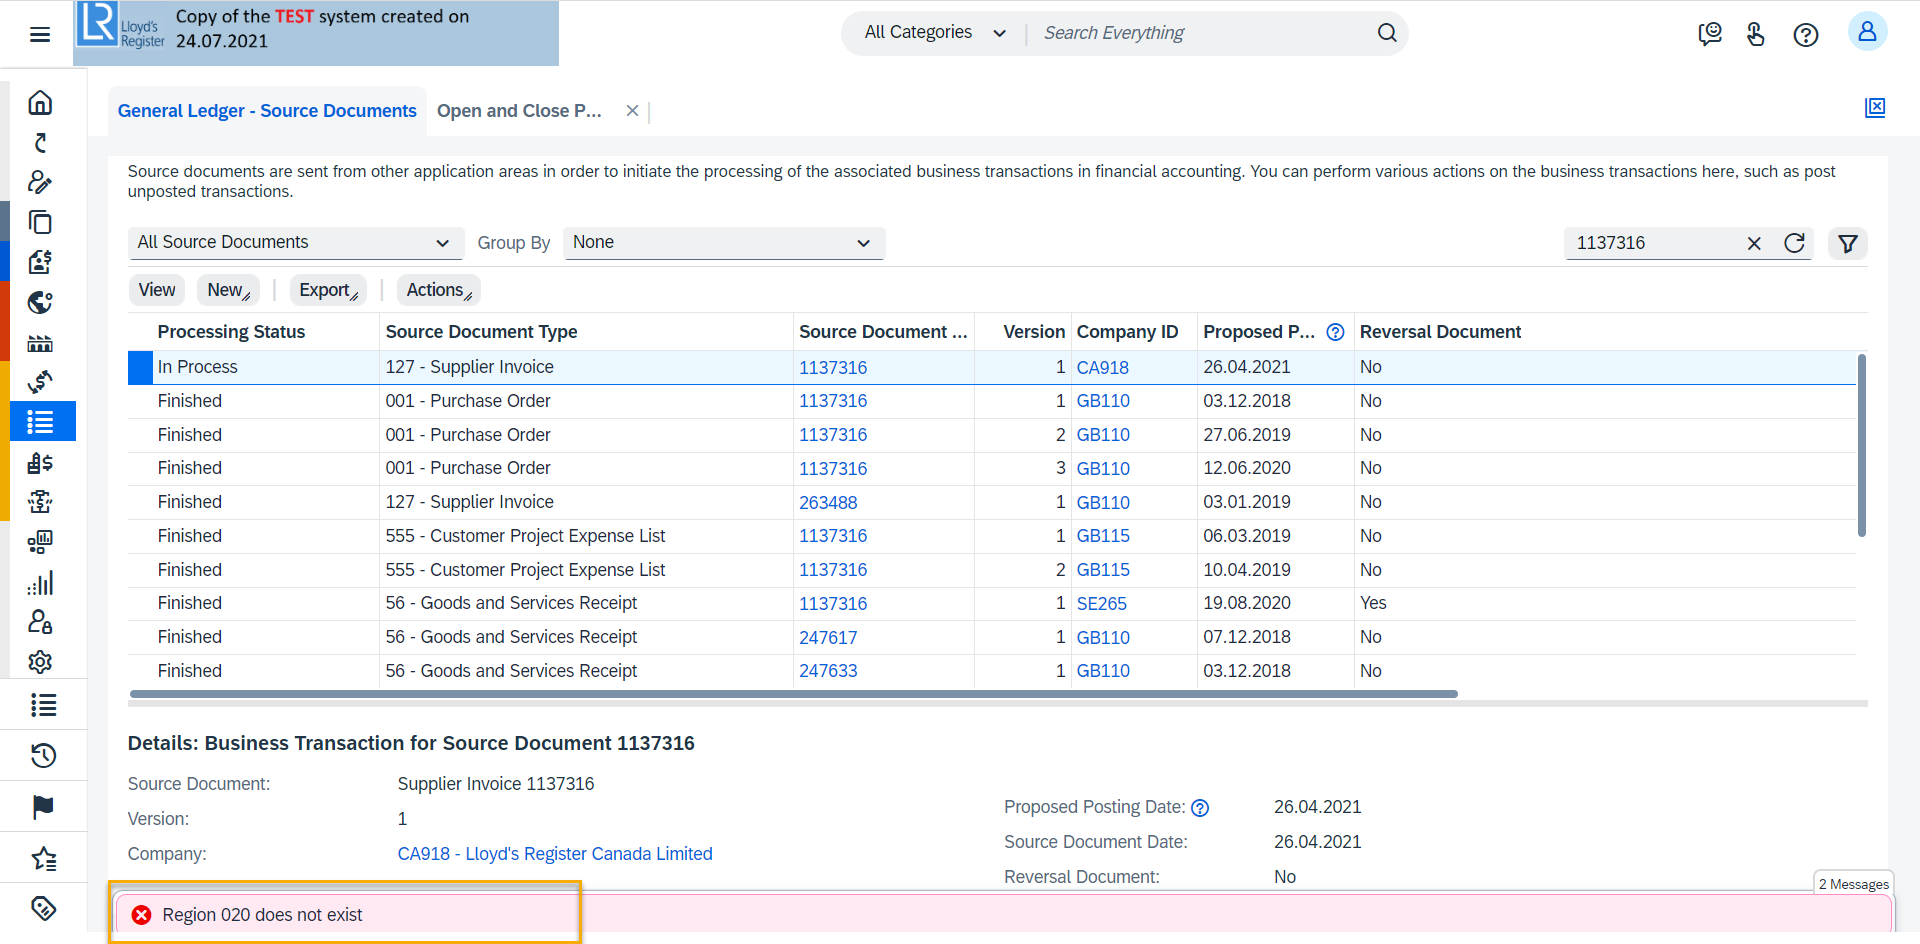 LR
Lloyd's
Register
Copy of the TEST system created on
24.07.2021
All Categories
Search Everything
General Ledger - Source Documents
Open and Close P...
Source documents are sent from other application areas in order to initiate the processing of the associated business transactions in financial accounting. You can perform various actions on the business transactions here, such as post
unposted transactions.
All Source Documents Group By None 1137316
View New Export Actions
Processing Status Source Document Type Source Document ... Version Company ID Proposed P... Reversal Document
In Process 127 - Supplier Invoice 1137316 1 CA918 26.04.2021 No
Finished 001 - Purchase Order 1137316 1 GB110 03.12.2018 No
Finished 001 - Purchase Order 1137316 2 GB110 27.06.2019 No
Finished 001 - Purchase Order 1137316 3 GB110 12.06.2020 No
Finished 127 - Supplier Invoice 263488 1 GB110 03.01.2019 No
Finished 555 - Customer Project Expense List 1137316 1 GB115 06.03.2019 No
Finished 555 - Customer Project Expense List 1137316 2 GB115 10.04.2019 No
Finished 56 - Goods and Services Receipt 1137316 1 SE265 19.08.2020 Yes
Finished 56 - Goods and Services Receipt 247617 1 GB110 07.12.2018 No
Finished 56 - Goods and Services Receipt 247633 1 GB110 03.12.2018 No
Details: Business Transaction for Source Document 1137316
Source Document: Supplier Invoice 1137316
Version: 1
Company: CA918 - Lloyd's Register Canada Limited
Proposed Posting Date: 26.04.2021
Source Document Date: 26.04.2021
Reversal Document: No
2 Messages
Region 020 does not exist